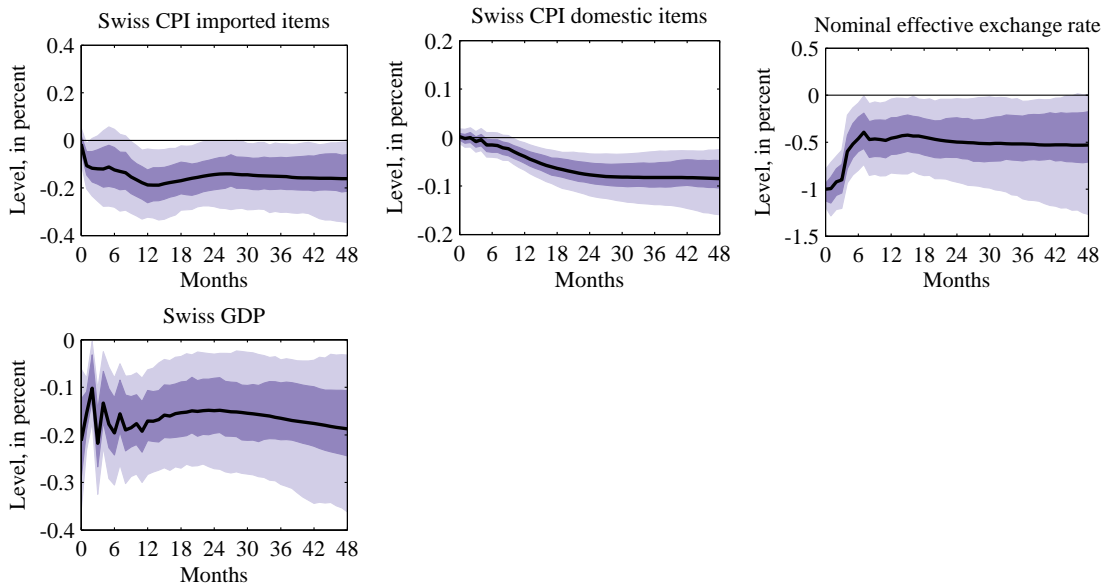 Swiss CPI imported items
Level, in percent
0.4
0.2
0
-0.2
-0.4
0 6 12 18 24 30 36 42 48
Months
Swiss CPI domestic items
Level, in percent
0.2
0.1
0
-0.1
-0.2
0 6 12 18 24 30 36 42 48
Months
Nominal effective exchange rate
Level, in percent
0.5
0
-0.5
-1
-1.5
0 6 12 18 24 30 36 42 48
Months
Swiss GDP
Level, in percent
0
-0.1
-0.2
-0.3
-0.4
0 6 12 18 24 30 36 42 48
Months